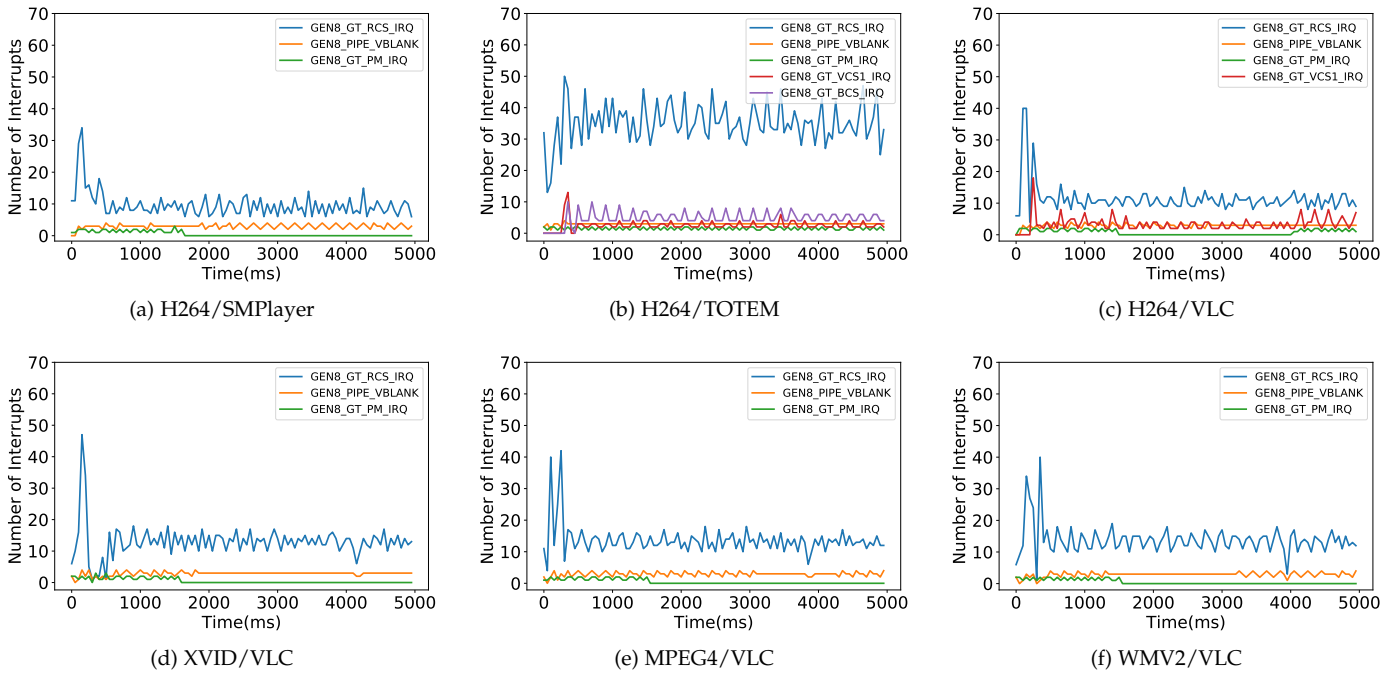 70
60
50
40
30
20
10
0
Number of Interrupts
GEN8_GT_RCS_IRQ
GEN8_PIPE_VBLANK
GEN8_GT_PM_IRQ
0 1000 2000 3000 4000 5000
Time(ms)
(a) H264/SMPlayer
70
60
50
40
30
20
10
0
Number of Interrupts
GEN8_GT_RCS_IRQ
GEN8_PIPE_VBLANK
GEN8_GT_PM_IRQ
GEN8_GT_VCS1_IRQ
GEN8_GT_BCS_IRQ
0 1000 2000 3000 4000 5000
Time(ms)
(b) H264/TOTEM
70
60
50
40
30
20
10
0
Number of Interrupts
GEN8_GT_RCS_IRQ
GEN8_PIPE_VBLANK
GEN8_GT_PM_IRQ
GEN8_GT_VCS1_IRQ
0 1000 2000 3000 4000 5000
Time(ms)
(c) H264/VLC
70
60
50
40
30
20
10
0
Number of Interrupts
GEN8_GT_RCS_IRQ
GEN8_PIPE_VBLANK
GEN8_GT_PM_IRQ
0 1000 2000 3000 4000 5000
Time(ms)
(d) XVID/VLC
70
60
50
40
30
20
10
0
Number of Interrupts
GEN8_GT_RCS_IRQ
GEN8_PIPE_VBLANK
GEN8_GT_PM_IRQ
0 1000 2000 3000 4000 5000
Time(ms)
(e) MPEG4/VLC
70
60
50
40
30
20
10
0
Number of Interrupts
GEN8_GT_RCS_IRQ
GEN8_PIPE_VBLANK
GEN8_GT_PM_IRQ
0 1000 2000 3000 4000 5000
Time(ms)
(f) WMV2/VLC